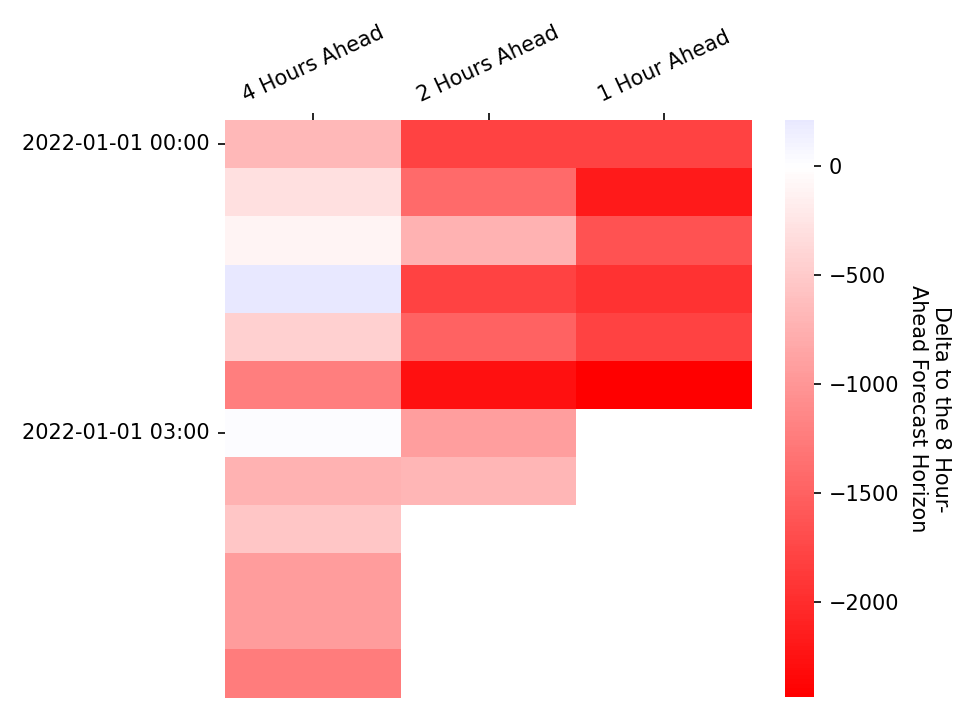 4 Hours Ahead
2 Hours Ahead
1 Hour Ahead
2022-01-01 00:00
2022-01-01 03:00
0
−500
−1000
−1500
−2000
Delta to the 8 Hour-
Ahead Forecast Horizon